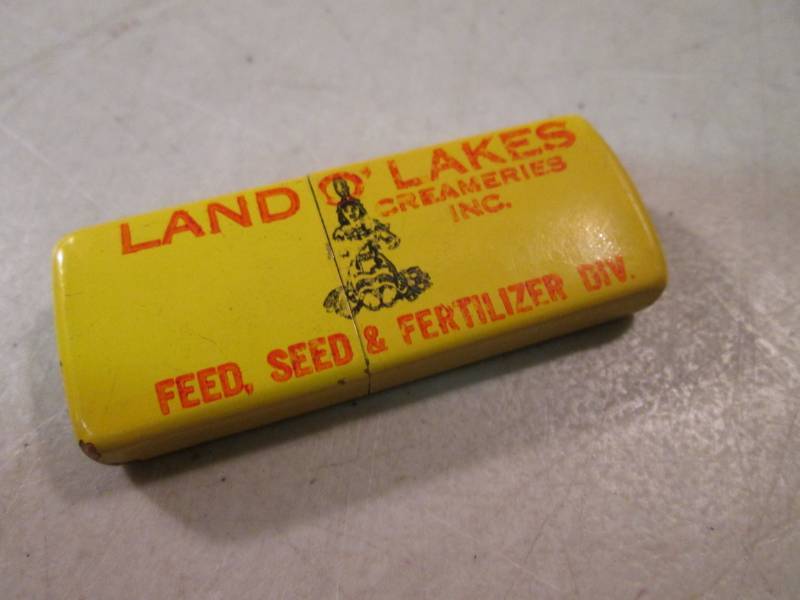 LAND O' LAKES
CREAMERIES
INC.
FEED, SEED & FERTILIZER DIV.